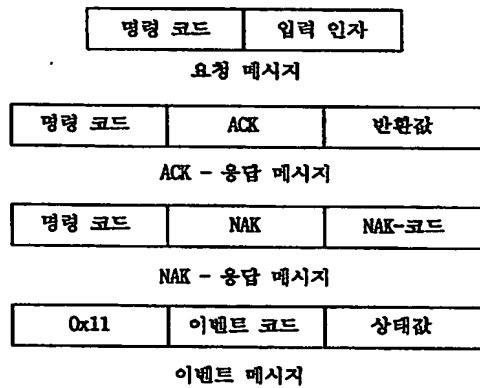 명령 코드 입력 인자
요청 메시지
명령 코드 ACK 반환값
ACK - 응답 메시지
명령 코드 NAK NAK-코드
NAK - 응답 메시지
0x11 이벤트 코드 상태값
이벤트 메시지